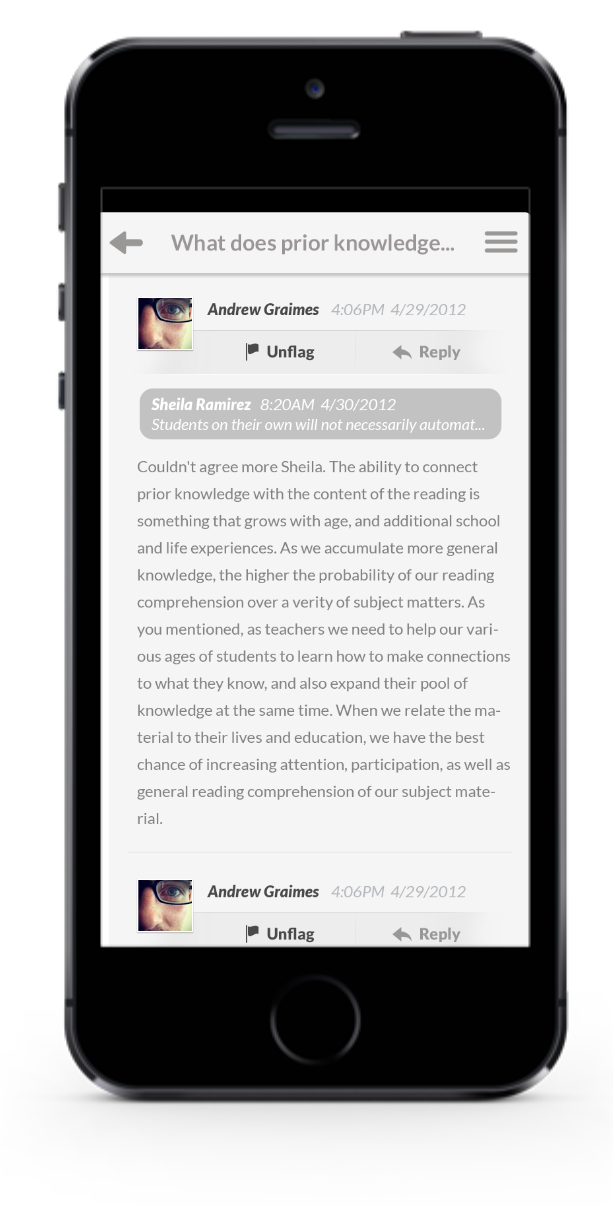 What does prior knowledge...
Andrew Graimes 4:06PM 4/29/2012
Unflag Reply
Sheila Ramirez 8:20AM 4/30/2012
Students on their own will not necessarily automat...
Couldn't agree more Sheila. The ability to connect
prior knowledge with the content of the reading is
something that grows with age, and additional school
and life experiences. As we accumulate more general
knowledge, the higher the probability of our reading
comprehension over a verity of subject matters. As
you mentioned, as teachers we need to help our vari-
ous ages of students to learn how to make connections
to what they know, and also expand their pool of
knowledge at the same time. When we relate the ma-
terial to their lives and education, we have the best
chance of increasing attention, participation, as well as
general reading comprehension of our subject mate-
rial.
Andrew Graimes 4:06PM 4/29/2012
Unflag Reply